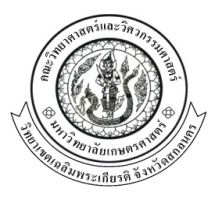 คณะวิทยาศาสตร์และวิศวกรรมศาสตร์
มหาวิทยาลัยเกษตรศาสตร์
วิทยาเขตเฉลิมพระเกียรติ จังหวัดสกลนคร